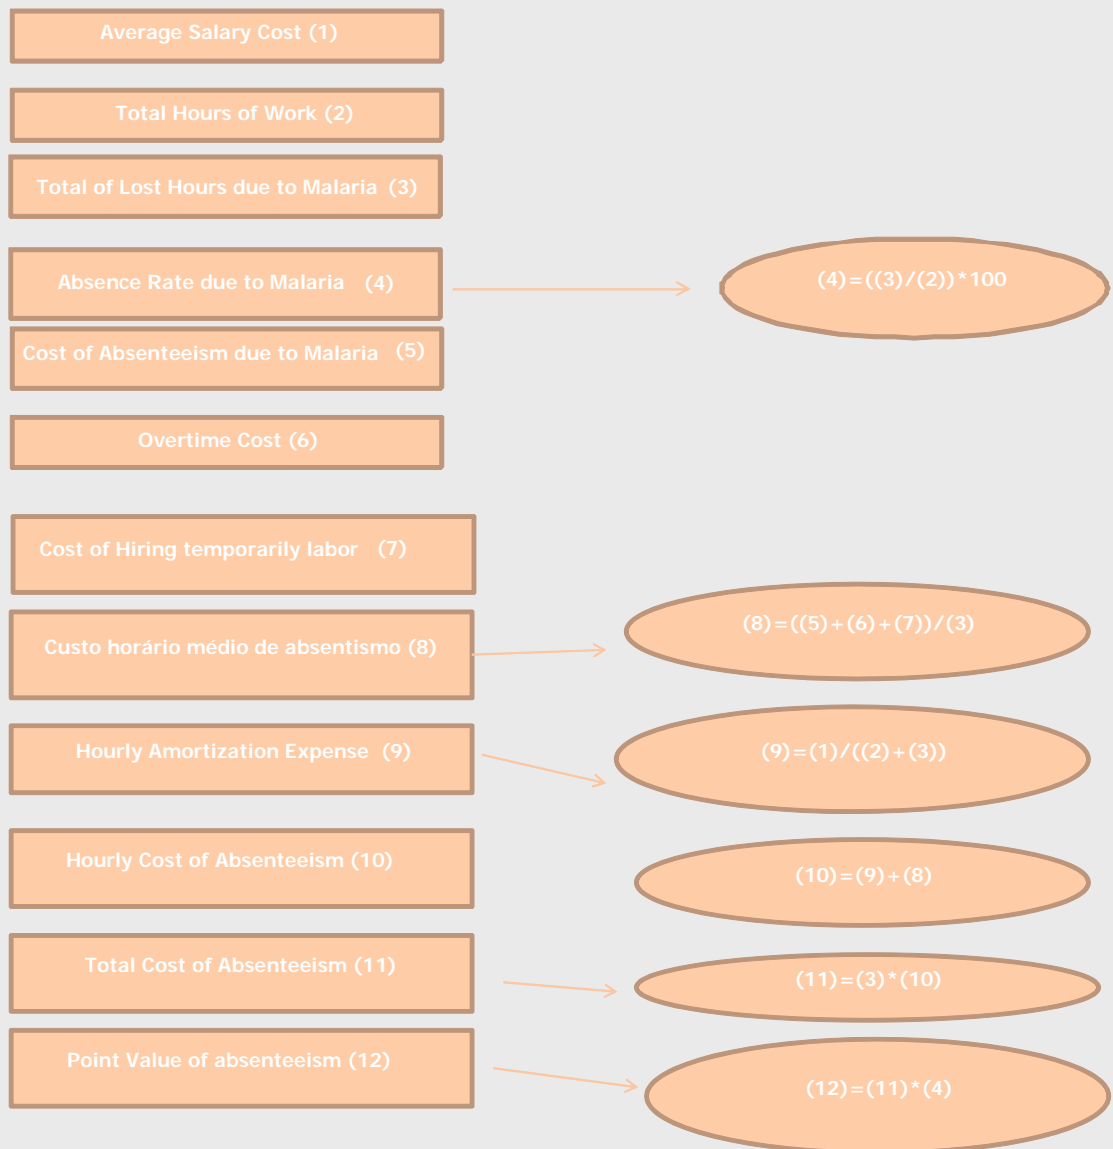 Average Salary Cost (1)
Total Hours of Work (2)
Total of Lost Hours due to Malaria (3)
Absence Rate due to Malaria (4)
(4)=((3)/(2))*100
Cost of Absenteeism due to Malaria (5)
Overtime Cost (6)
Cost of Hiring temporarily labor (7)
Custo horário médio de absentismo (8)
(8)=((5)+(6)+(7))/(3)
Hourly Amortization Expense (9)
(9)=(1)/((2)+(3))
Hourly Cost of Absenteeism (10)
(10)=(9)+(8)
Total Cost of Absenteeism (11)
(11)=(3)*(10)
Point Value of absenteeism (12)
(12)=(11)*(4)